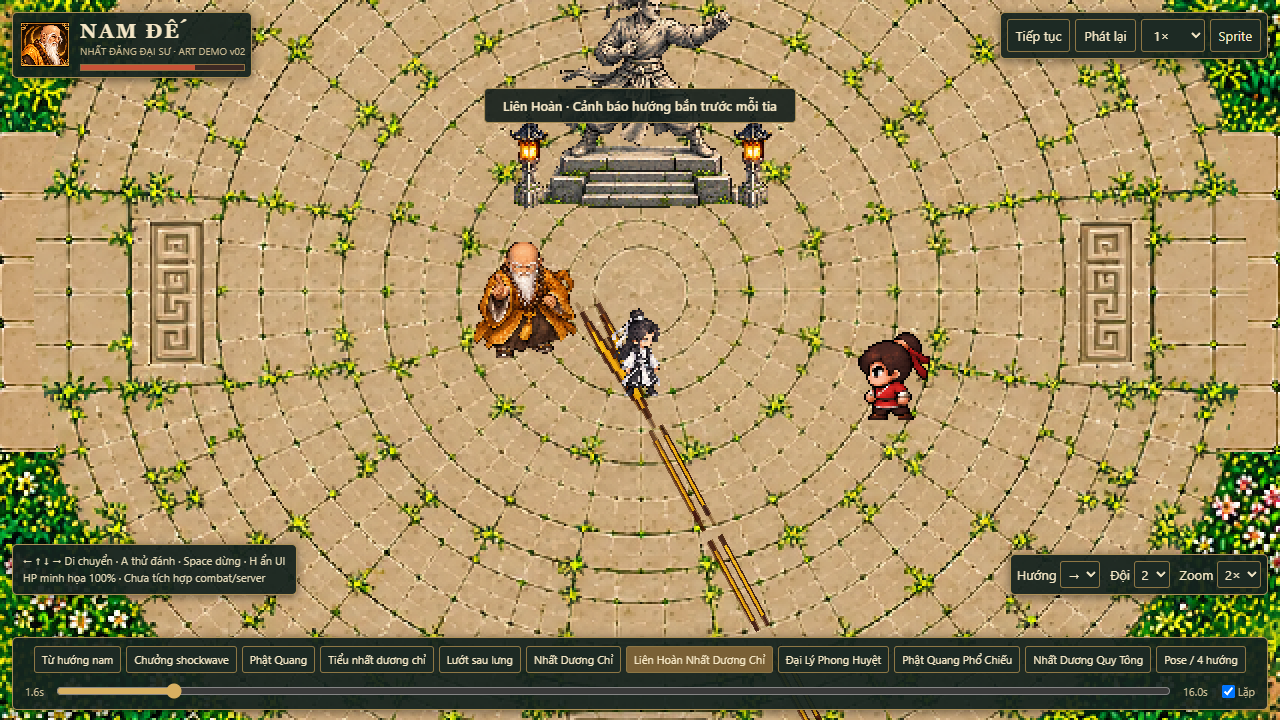 NAM ĐẾ
NHẤT ĐĂNG ĐẠI SƯ · ART DEMO v02
Tiếp tục
Phát lại
1×
Sprite
Liên Hoàn · Cảnh báo hướng bắn trước mỗi tia
← ↑ ↓ → Di chuyển · A thử đánh · Space dừng · H ẩn UI
HP minh họa 100% · Chưa tích hợp combat/server
Hướng → Đội 2 Zoom 2×
Từ hướng nam
Chưởng shockwave
Phật Quang
Tiểu nhất dương chỉ
Lướt sau lưng
Nhất Dương Chỉ
Liên Hoàn Nhất Dương Chỉ
Đại Lý Phong Huyệt
Phật Quang Phổ Chiếu
Nhất Dương Quy Tông
Pose / 4 hướng
1.6s
16.0s
Lặp